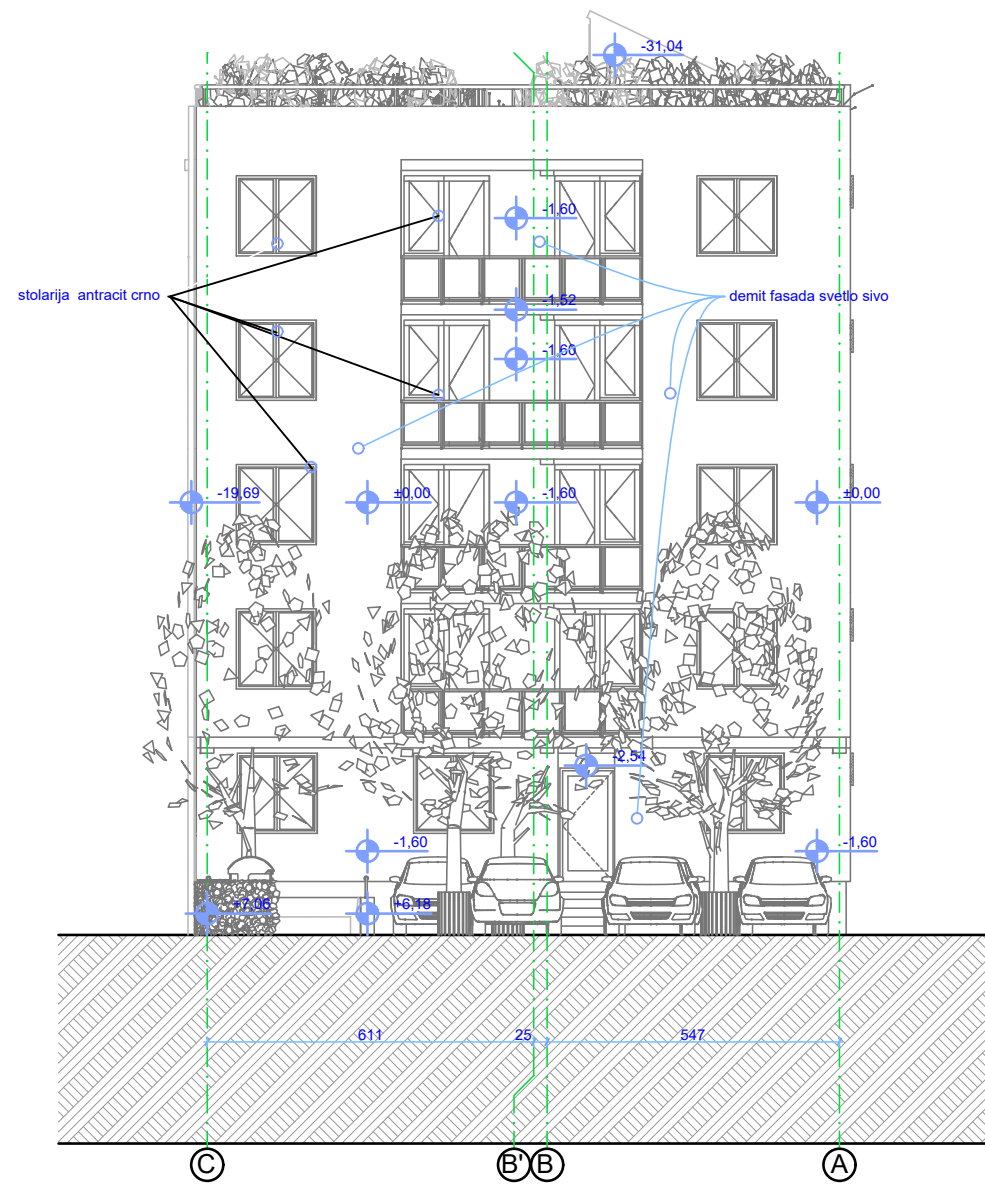 -31,04
-1,60
stolarija antracit crno
demit fasada svetlo sivo
-1,52
-1,60
-19,69
±0,00
-1,60
±0,00
-2,54
-1,60
-1,60
+7,06
+6,18
611
25
547
C
B'
B
A